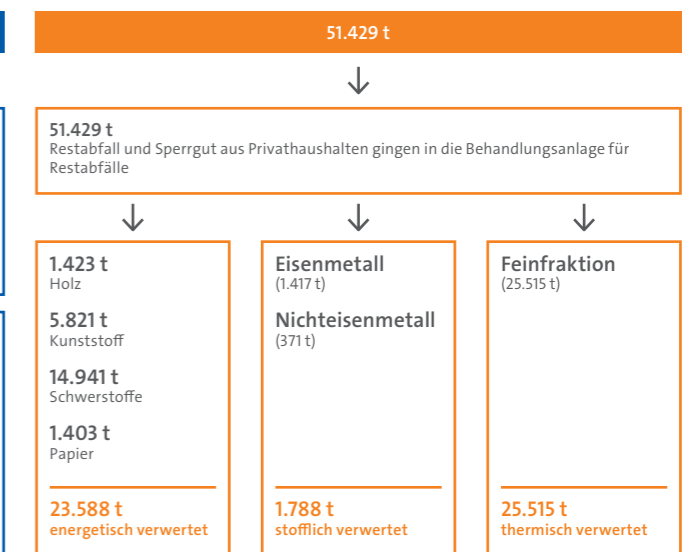 51.429 t
51.429 t
Restabfall und Sperrgut aus Privathaushalten gingen in die Behandlungsanlage für
Restabfälle
1.423 t
Holz
5.821 t
Kunststoff
14.941 t
Schwerstoffe
1.403 t
Papier
23.588 t
energetisch verwertet
Eisenmetall
(1.417 t)
Nichteisenmetall
(371 t)
1.788 t
stofflich verwertet
Feinfraktion
(25.515 t)
25.515 t
thermisch verwertet